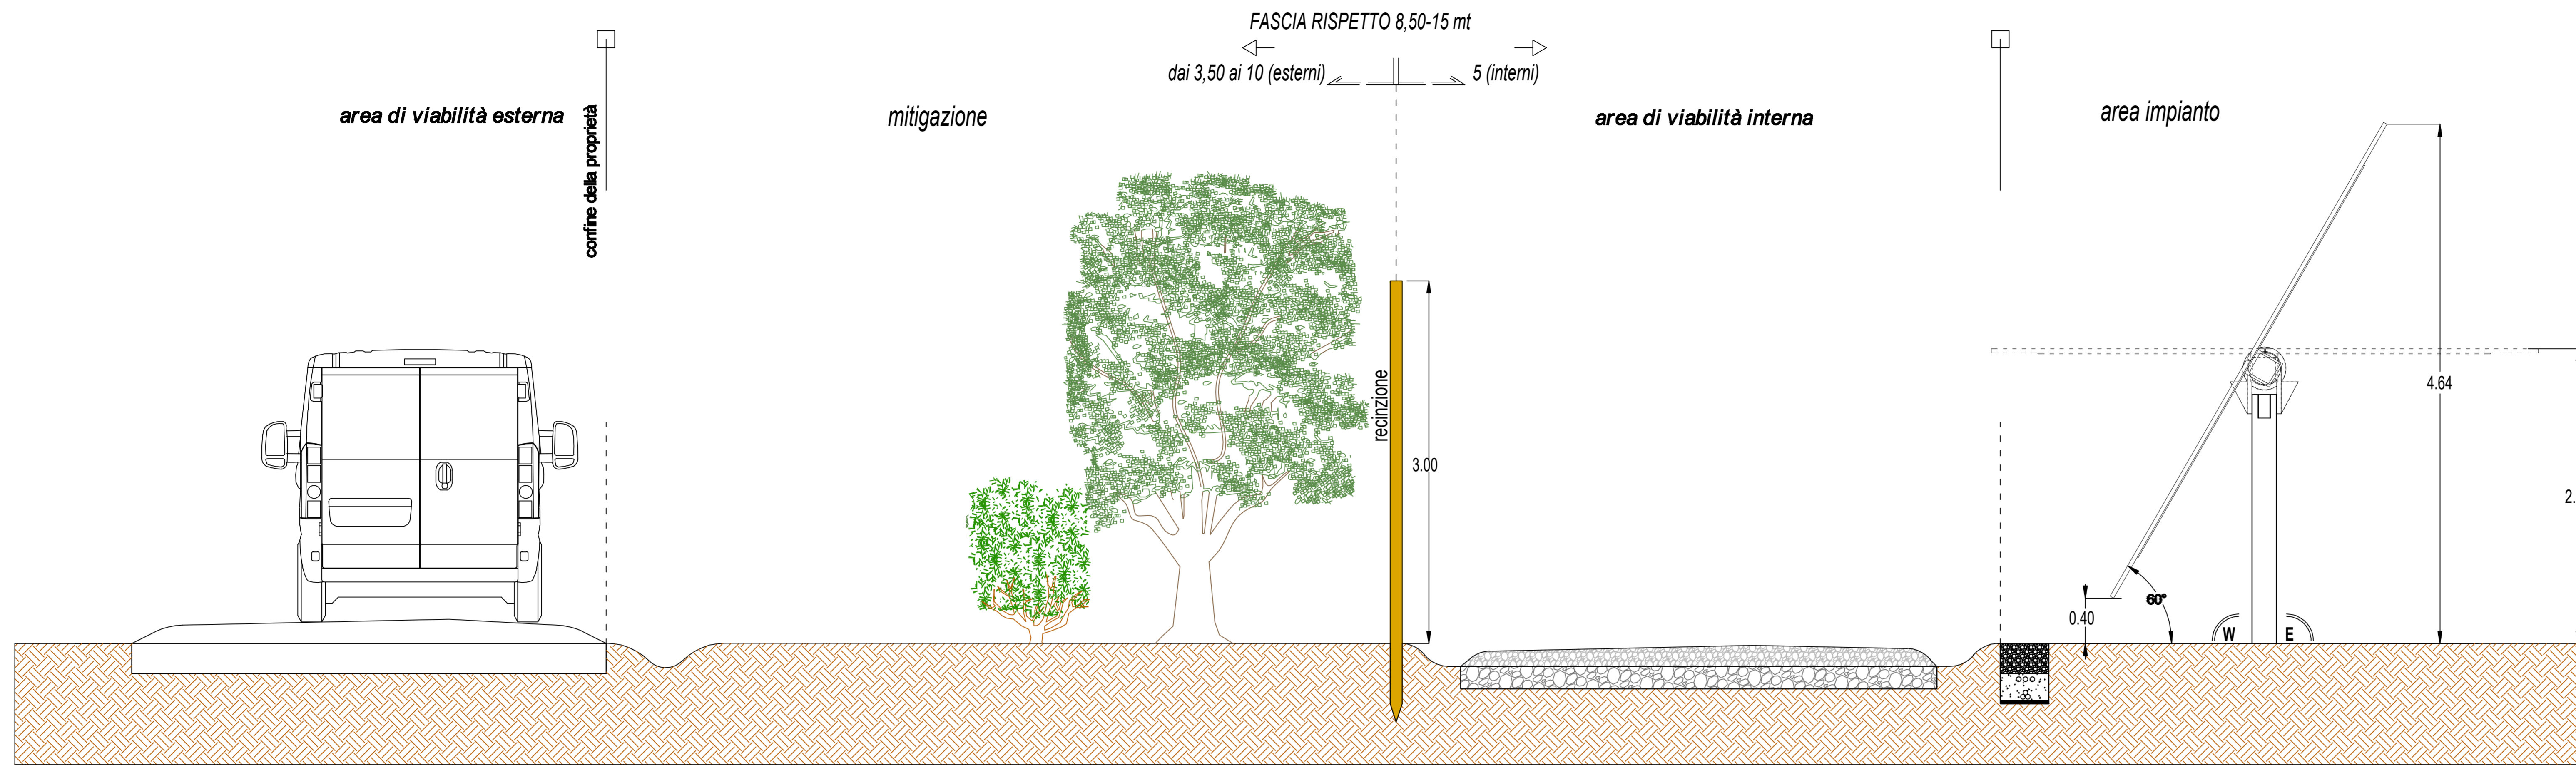 FASCIA RISPETTO 8,50-15 mt
dai 3,50 ai 10 (esterni)
5 (interni)
area di viabilità esterna
confine della proprietà
mitigazione
area di viabilità interna
area impianto
recinzione
3.00
4.64
2.
0.40
60°
W
E